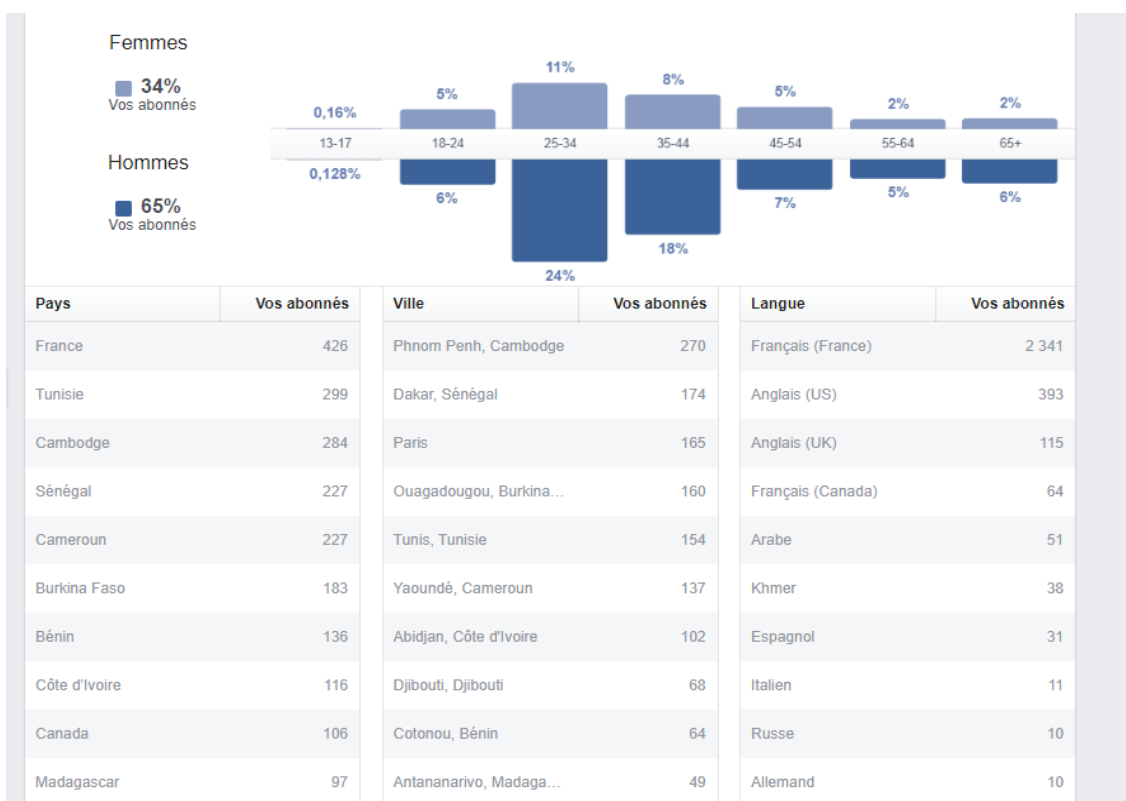 Femmes
34%
Vos abonnés
0,16% 5% 11% 8% 5% 2% 2%
13-17 18-24 25-34 35-44 45-54 55-64 65+
Hommes
65%
Vos abonnés
0,128% 6% 24% 18% 7% 5% 6%
Pays Vos abonnés Ville Vos abonnés Langue Vos abonnés
France 426 Phnom Penh, Cambodge 270 Français (France) 2 341
Tunisie 299 Dakar, Sénégal 174 Anglais (US) 393
Cambodge 284 Paris 165 Anglais (UK) 115
Sénégal 227 Ouagadougou, Burkina... 160 Français (Canada) 64
Cameroun 227 Tunis, Tunisie 154 Arabe 51
Burkina Faso 183 Yaoundé, Cameroun 137 Khmer 38
Bénin 136 Abidjan, Côte d'Ivoire 102 Espagnol 31
Côte d'Ivoire 116 Djibouti, Djibouti 68 Italien 11
Canada 106 Cotonou, Bénin 64 Russe 10
Madagascar 97 Antananarivo, Madaga... 49 Allemand 10